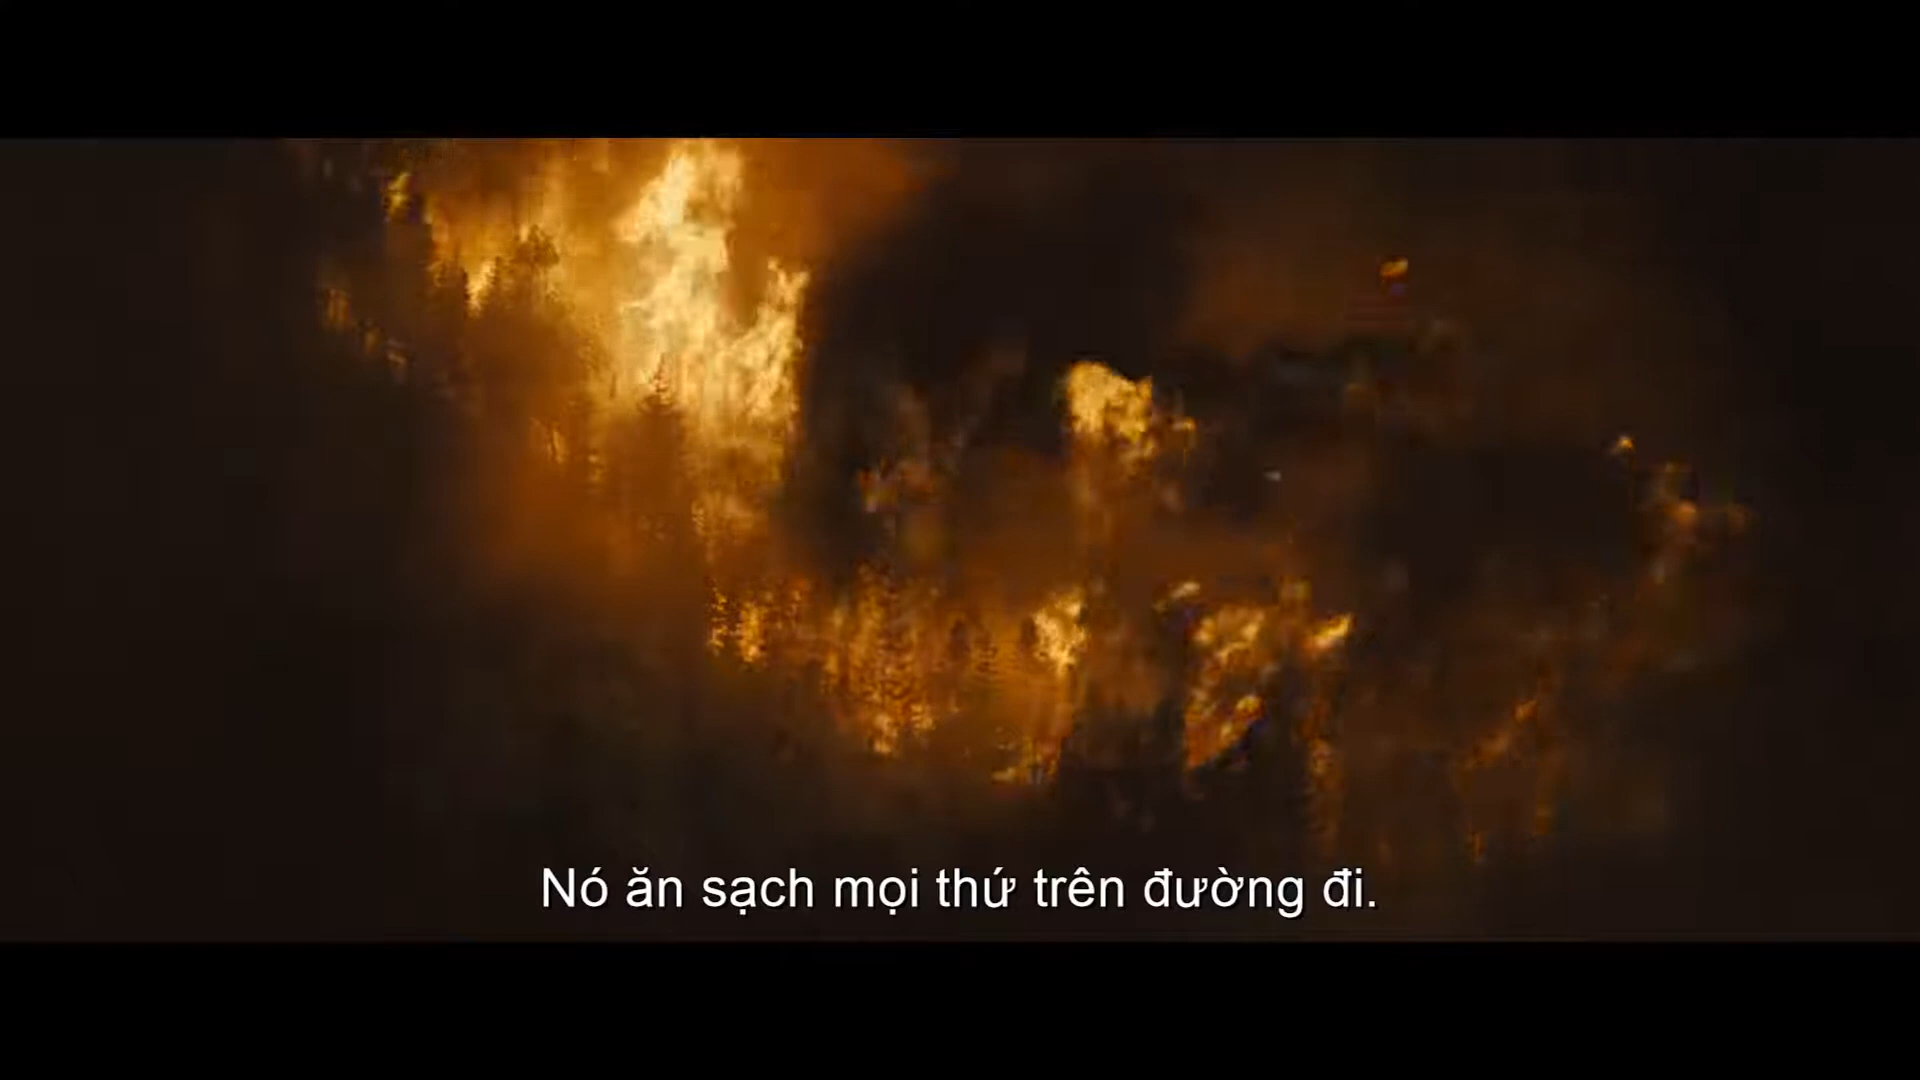 Nó ăn sạch mọi thứ trên đường đi.